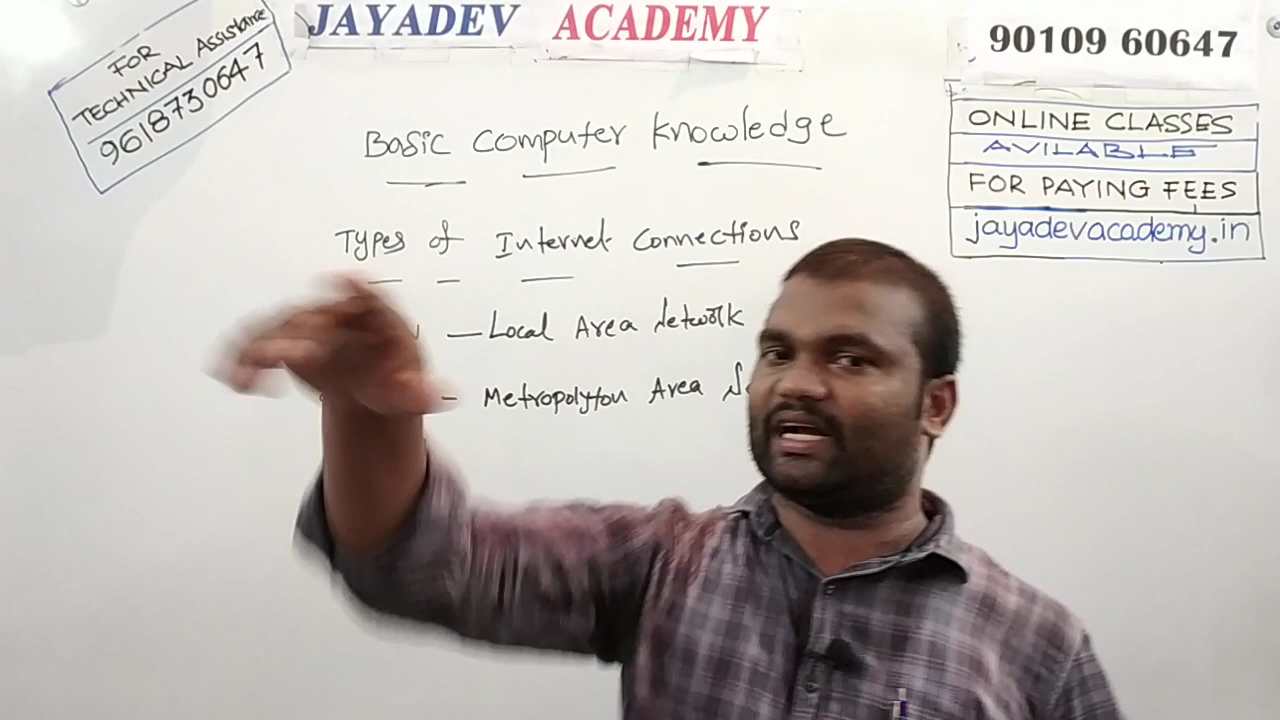 FOR
TECHNICAL Assistance
9618730647
JAYADEV ACADEMY
90109 60647
ONLINE CLASSES
AVILABLE
FOR PAYING FEES
jayadevacademy.in
Basic Computer Knowledge
Types of Internet Connections
— Local Area Network
- Metropolyton Area